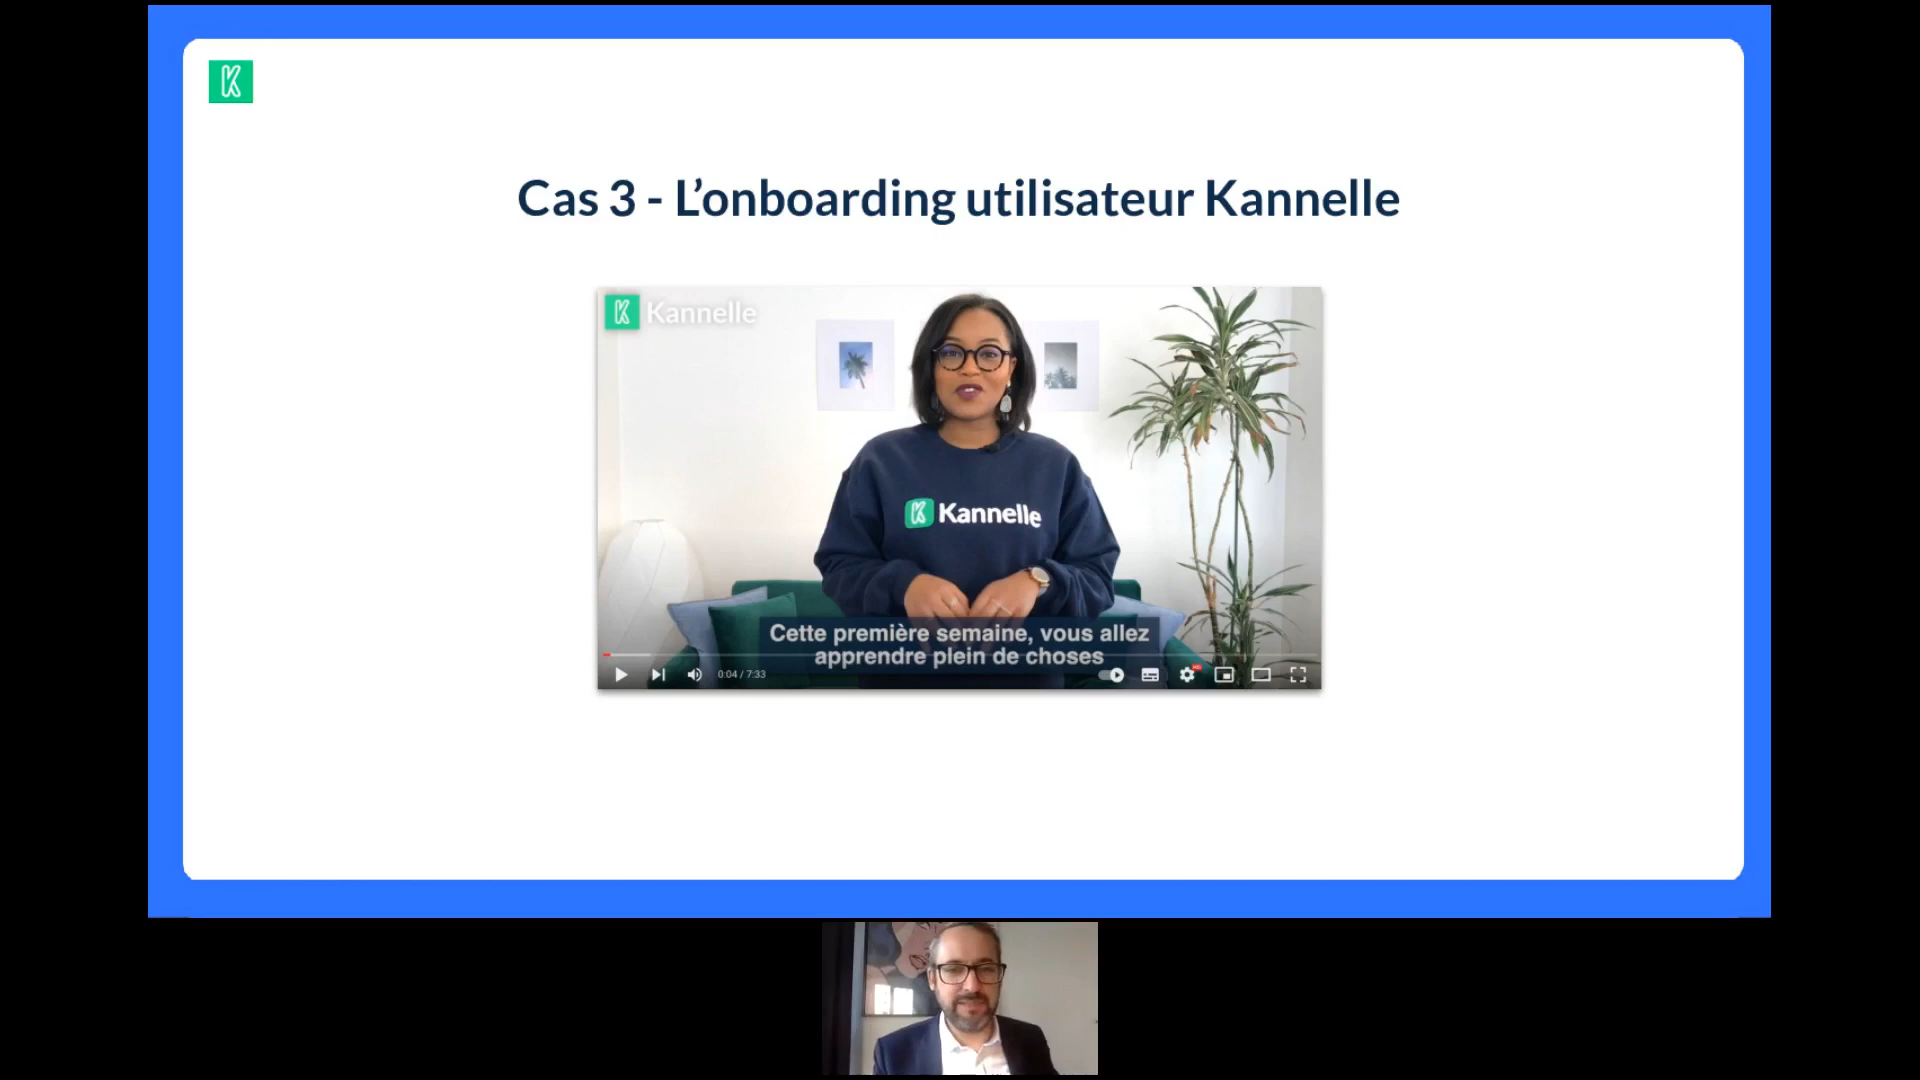 K
Cas 3 - L’onboarding utilisateur Kannelle
K Kannelle
K Kannelle
Cette première semaine, vous allez
apprendre plein de choses
0:04 / 7:33
HD